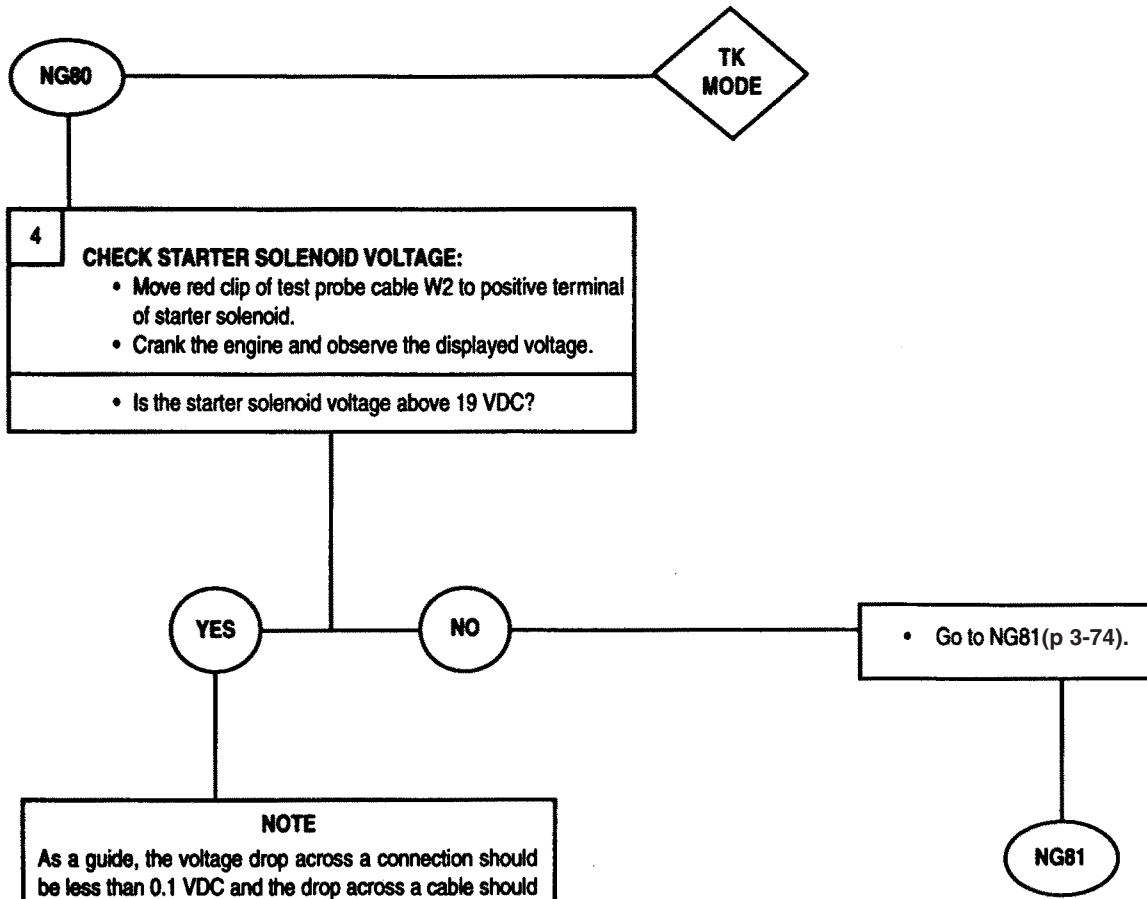 NG80
TK
MODE
4
CHECK STARTER SOLENOID VOLTAGE:
• Move red clip of test probe cable W2 to positive terminal
of starter solenoid.
• Crank the engine and observe the displayed voltage.
• Is the starter solenoid voltage above 19 VDC?
YES
NO
• Go to NG81(p 3-74).
NOTE
As a guide, the voltage drop across a connection should
be less than 0.1 VDC and the drop across a cable should
NG81